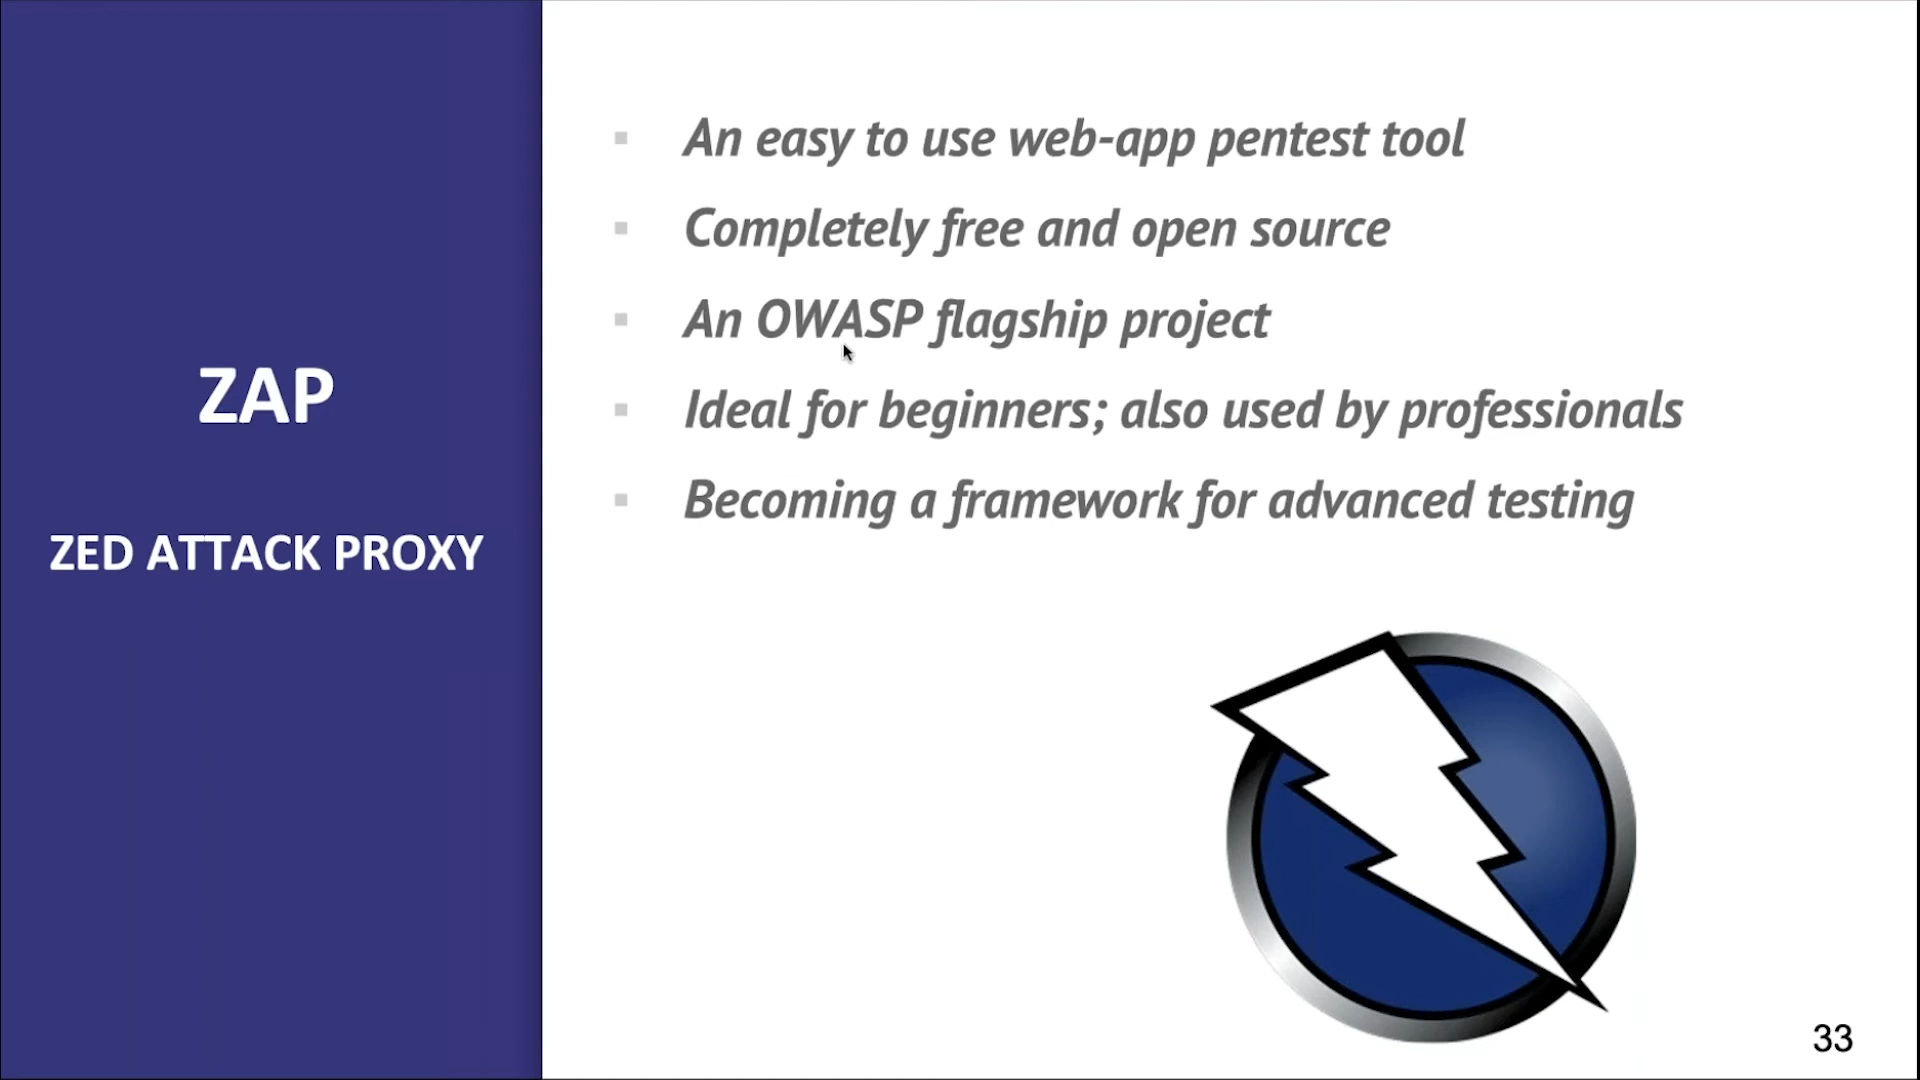 ZAP
ZED ATTACK PROXY
An easy to use web-app pentest tool
Completely free and open source
An OWASP flagship project
Ideal for beginners; also used by professionals
Becoming a framework for advanced testing
33